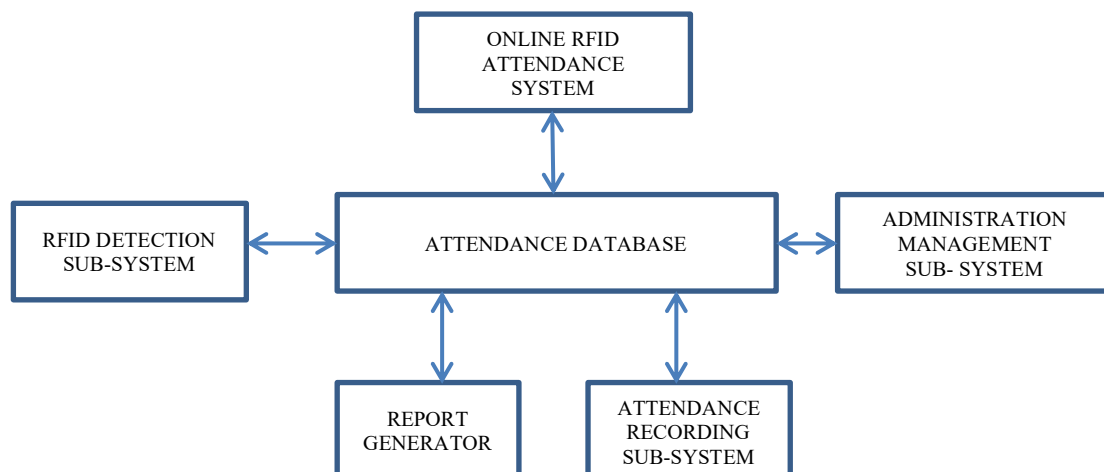 ONLINE RFID
ATTENDANCE
SYSTEM
RFID DETECTION
SUB-SYSTEM
ATTENDANCE DATABASE
ADMINISTRATION
MANAGEMENT
SUB- SYSTEM
REPORT
GENERATOR
ATTENDANCE
RECORDING
SUB-SYSTEM